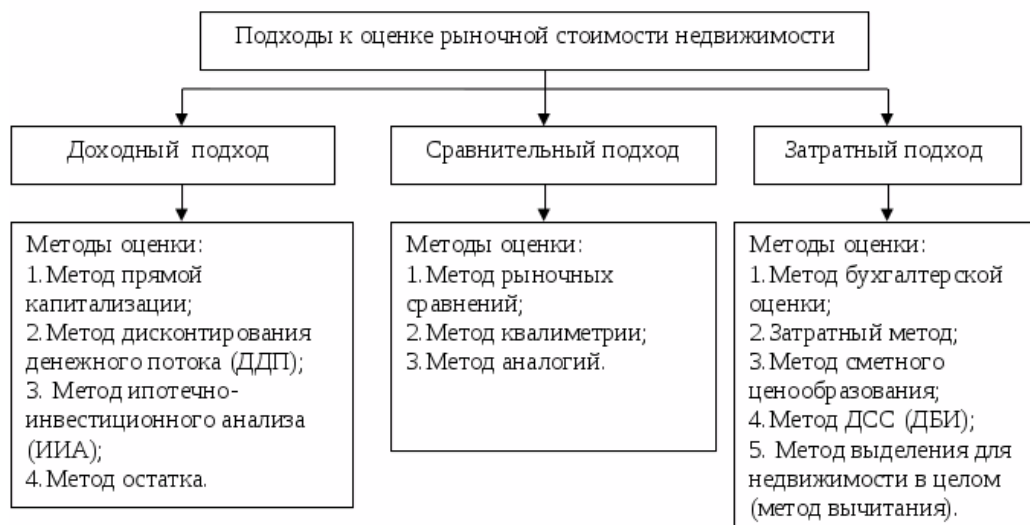 Подходы к оценке рыночной стоимости недвижимости
Доходный подход
Сравнительный подход
Затратный подход
Методы оценки:
1.Метод прямой
капитализации;
2.Метод дисконтирования
денежного потока (ДДП);
3. Метод ипотечно-
инвестиционного анализа
(ИИА);
4.Метод остатка.
Методы оценки:
1.Метод рыночных
сравнений;
2.Метод квалиметрии;
3.Метод аналогий.
Методы оценки:
1.Метод бухгалтерской
оценки;
2.Затратный метод;
3.Метод сметного
ценообразования;
4.Метод ДСС (ДБИ);
5. Метод выделения для
недвижимости в целом
(метод вычитания).